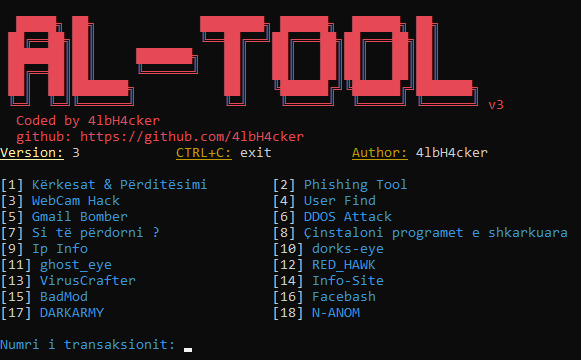 AL-TOOL v3
Coded by 4lbH4cker
github: https://github.com/4lbH4cker
Version: 3 CTRL+C: exit Author: 4lbH4cker
[1] Kërkesat & Përditësimi [2] Phishing Tool
[3] WebCam Hack [4] User Find
[5] Gmail Bomber [6] DDOS Attack
[7] Si të përdorni ? [8] Çinstaloni programet e shkarkuara
[9] Ip Info [10] dorks-eye
[11] ghost_eye [12] RED_HAWK
[13] VirusCrafter [14] Info-Site
[15] BadMod [16] Facebash
[17] DARKARMY [18] N-ANOM
Numri i transaksionit: